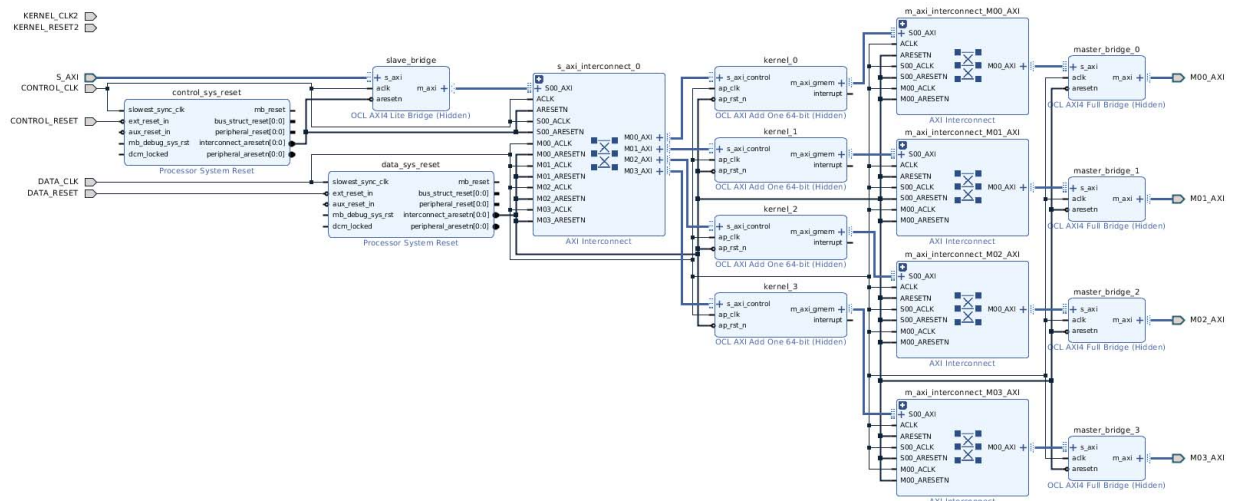 KERNEL_CLK2
KERNEL_RESET2
S_AXI
CONTROL_CLK
CONTROL_RESET
DATA_CLK
DATA_RESET
control_sys_reset
slowest_sync_clk
ext_reset_in
aux_reset_in
mb_debug_sys_rst
dcm_locked
mb_reset
bus_struct_reset[0:0]
peripheral_reset[0:0]
interconnect_aresetn[0:0]
peripheral_aresetn[0:0]
Processor System Reset
slave_bridge
s_axi
aclk
aresetn
m_axi
OCL AXI4 Lite Bridge (Hidden)
data_sys_reset
slowest_sync_clk
ext_reset_in
aux_reset_in
mb_debug_sys_rst
dcm_locked
mb_reset
bus_struct_reset[0:0]
peripheral_reset[0:0]
interconnect_aresetn[0:0]
peripheral_aresetn[0:0]
Processor System Reset
s_axi_interconnect_0
S00_AXI
ACLK
ARESETN
S00_ACLK
S00_ARESETN
M00_ACLK
M00_ARESETN
M01_ACLK
M01_ARESETN
M02_ACLK
M02_ARESETN
M03_ACLK
M03_ARESETN
M00_AXI
M01_AXI
M02_AXI
M03_AXI
AXI Interconnect
kernel_0
s_axi_control
ap_clk
ap_rst_n
m_axi_gmem
interrupt
OCL AXI Add One 64-bit (Hidden)
kernel_1
s_axi_control
ap_clk
ap_rst_n
m_axi_gmem
interrupt
OCL AXI Add One 64-bit (Hidden)
kernel_2
s_axi_control
ap_clk
ap_rst_n
m_axi_gmem
interrupt
OCL AXI Add One 64-bit (Hidden)
kernel_3
s_axi_control
ap_clk
ap_rst_n
m_axi_gmem
interrupt
OCL AXI Add One 64-bit (Hidden)
m_axi_interconnect_M00_AXI
S00_AXI
ACLK
ARESETN
S00_ACLK
S00_ARESETN
M00_ACLK
M00_ARESETN
M00_AXI
AXI Interconnect
m_axi_interconnect_M01_AXI
S00_AXI
ACLK
ARESETN
S00_ACLK
S00_ARESETN
M00_ACLK
M00_ARESETN
M00_AXI
AXI Interconnect
m_axi_interconnect_M02_AXI
S00_AXI
ACLK
ARESETN
S00_ACLK
S00_ARESETN
M00_ACLK
M00_ARESETN
M00_AXI
AXI Interconnect
m_axi_interconnect_M03_AXI
S00_AXI
ACLK
ARESETN
S00_ACLK
S00_ARESETN
M00_ACLK
M00_ARESETN
M00_AXI
AXI Interconnect
master_bridge_0
s_axi
aclk
aresetn
m_axi
OCL AXI4 Full Bridge (Hidden)
M00_AXI
master_bridge_1
s_axi
aclk
aresetn
m_axi
OCL AXI4 Full Bridge (Hidden)
M01_AXI
master_bridge_2
s_axi
aclk
aresetn
m_axi
OCL AXI4 Full Bridge (Hidden)
M02_AXI
master_bridge_3
s_axi
aclk
aresetn
m_axi
OCL AXI4 Full Bridge (Hidden)
M03_AXI